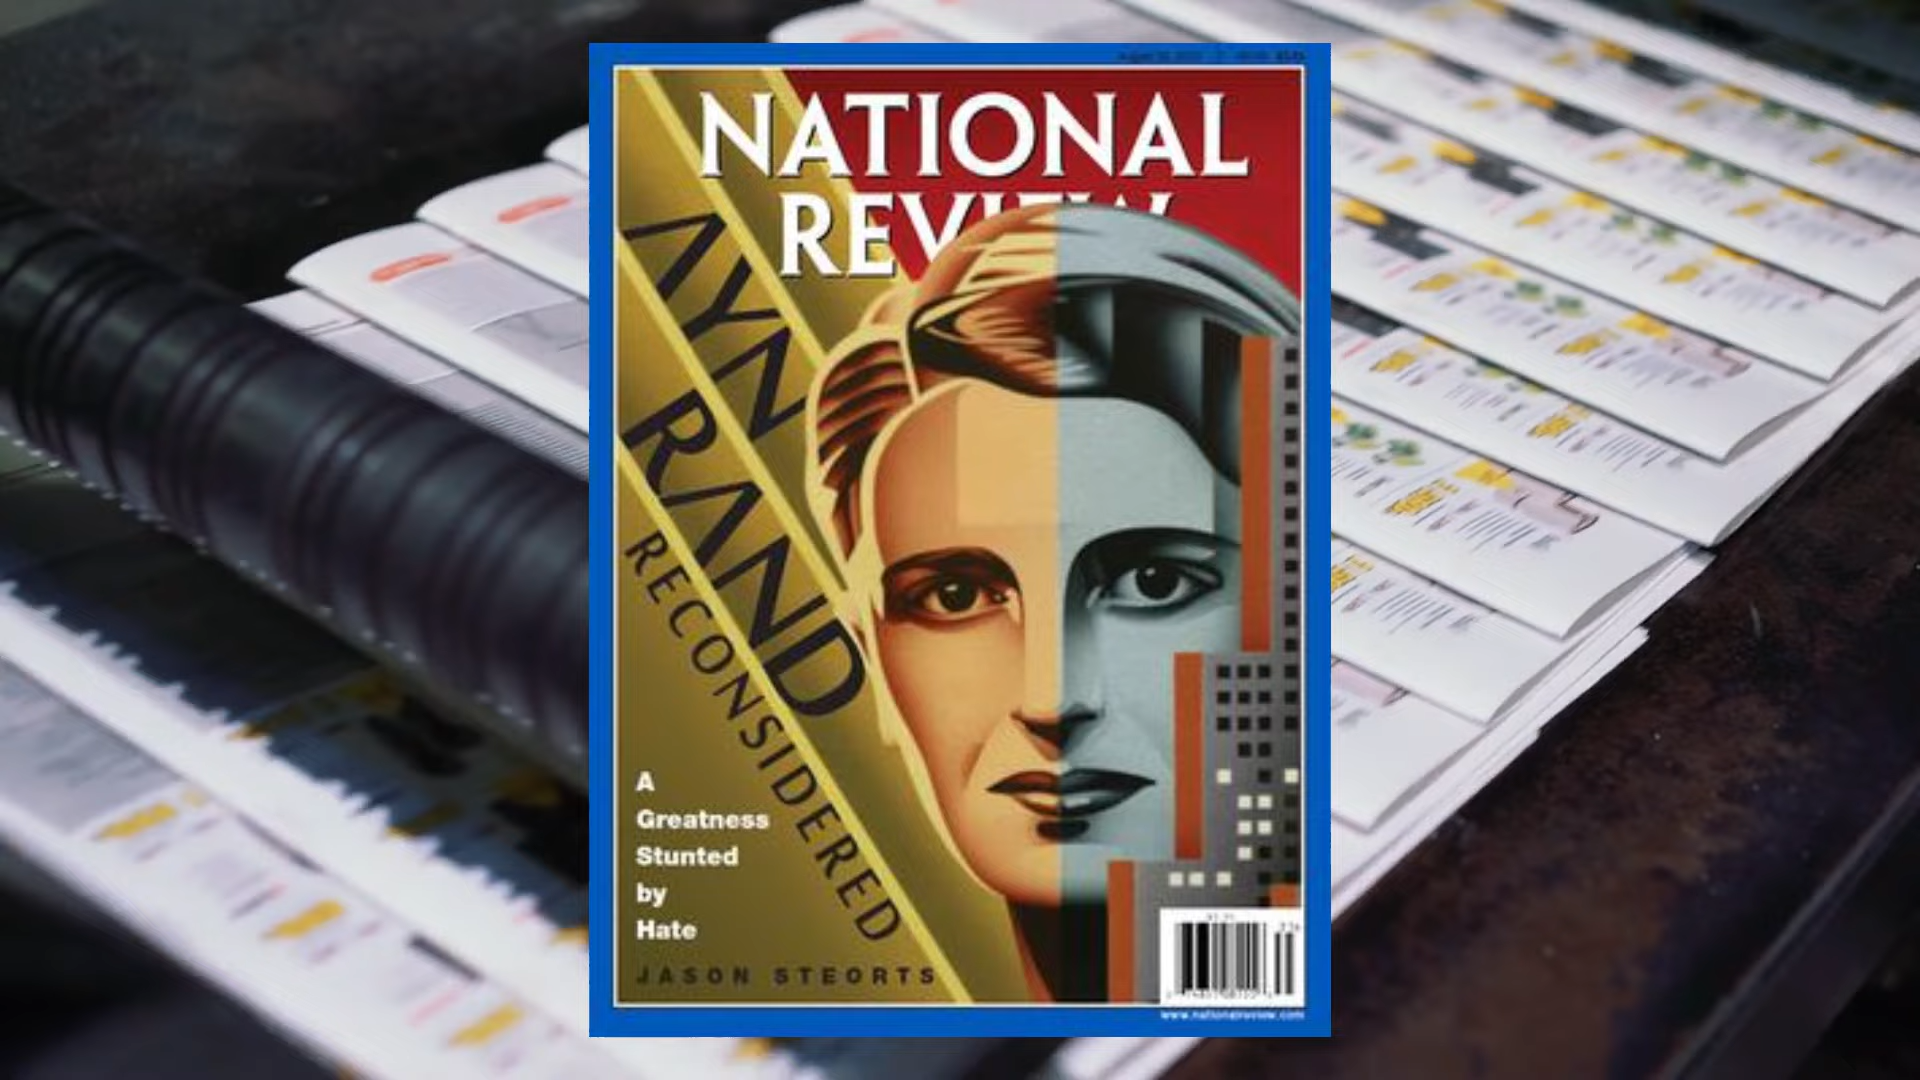 NATIONAL
REVIEW
AYN
RAND
RECONSIDERED
A
Greatness
Stunted
by
Hate
JASON STEORTS
www.nationalreview.com